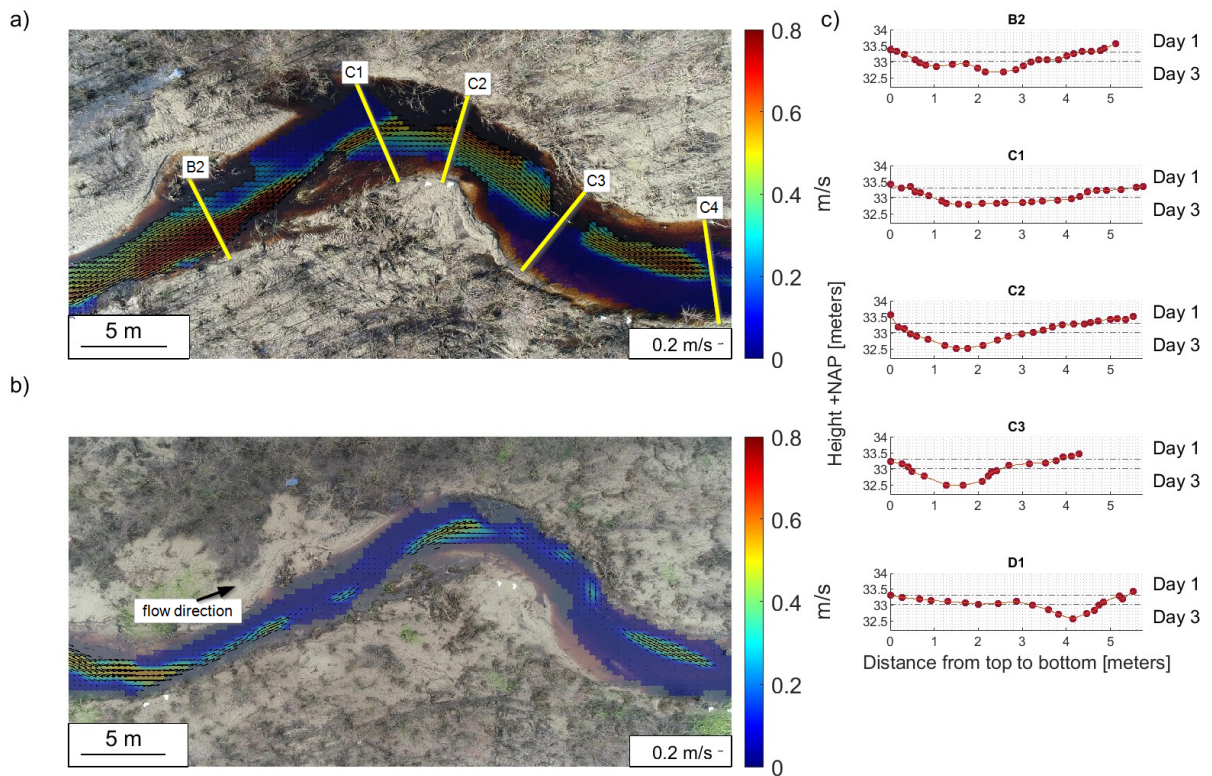 a)
C1
C2
B2
C3
C4
5 m
0.2 m/s
0.8
0.6
0.4
0.2
0
m/s
b)
flow direction
5 m
0.2 m/s
0.8
0.6
0.4
0.2
0
m/s
c)
B2
34
33.5
33
32.5
0 1 2 3 4 5
Day 1
Day 3
C1
34
33.5
33
32.5
0 1 2 3 4 5
Day 1
Day 3
C2
34
33.5
33
32.5
0 1 2 3 4 5
Day 1
Day 3
C3
34
33.5
33
32.5
0 1 2 3 4 5
Day 1
Day 3
D1
34
33.5
33
32.5
0 1 2 3 4 5
Day 1
Day 3
Height +NAP [meters]
Distance from top to bottom [meters]